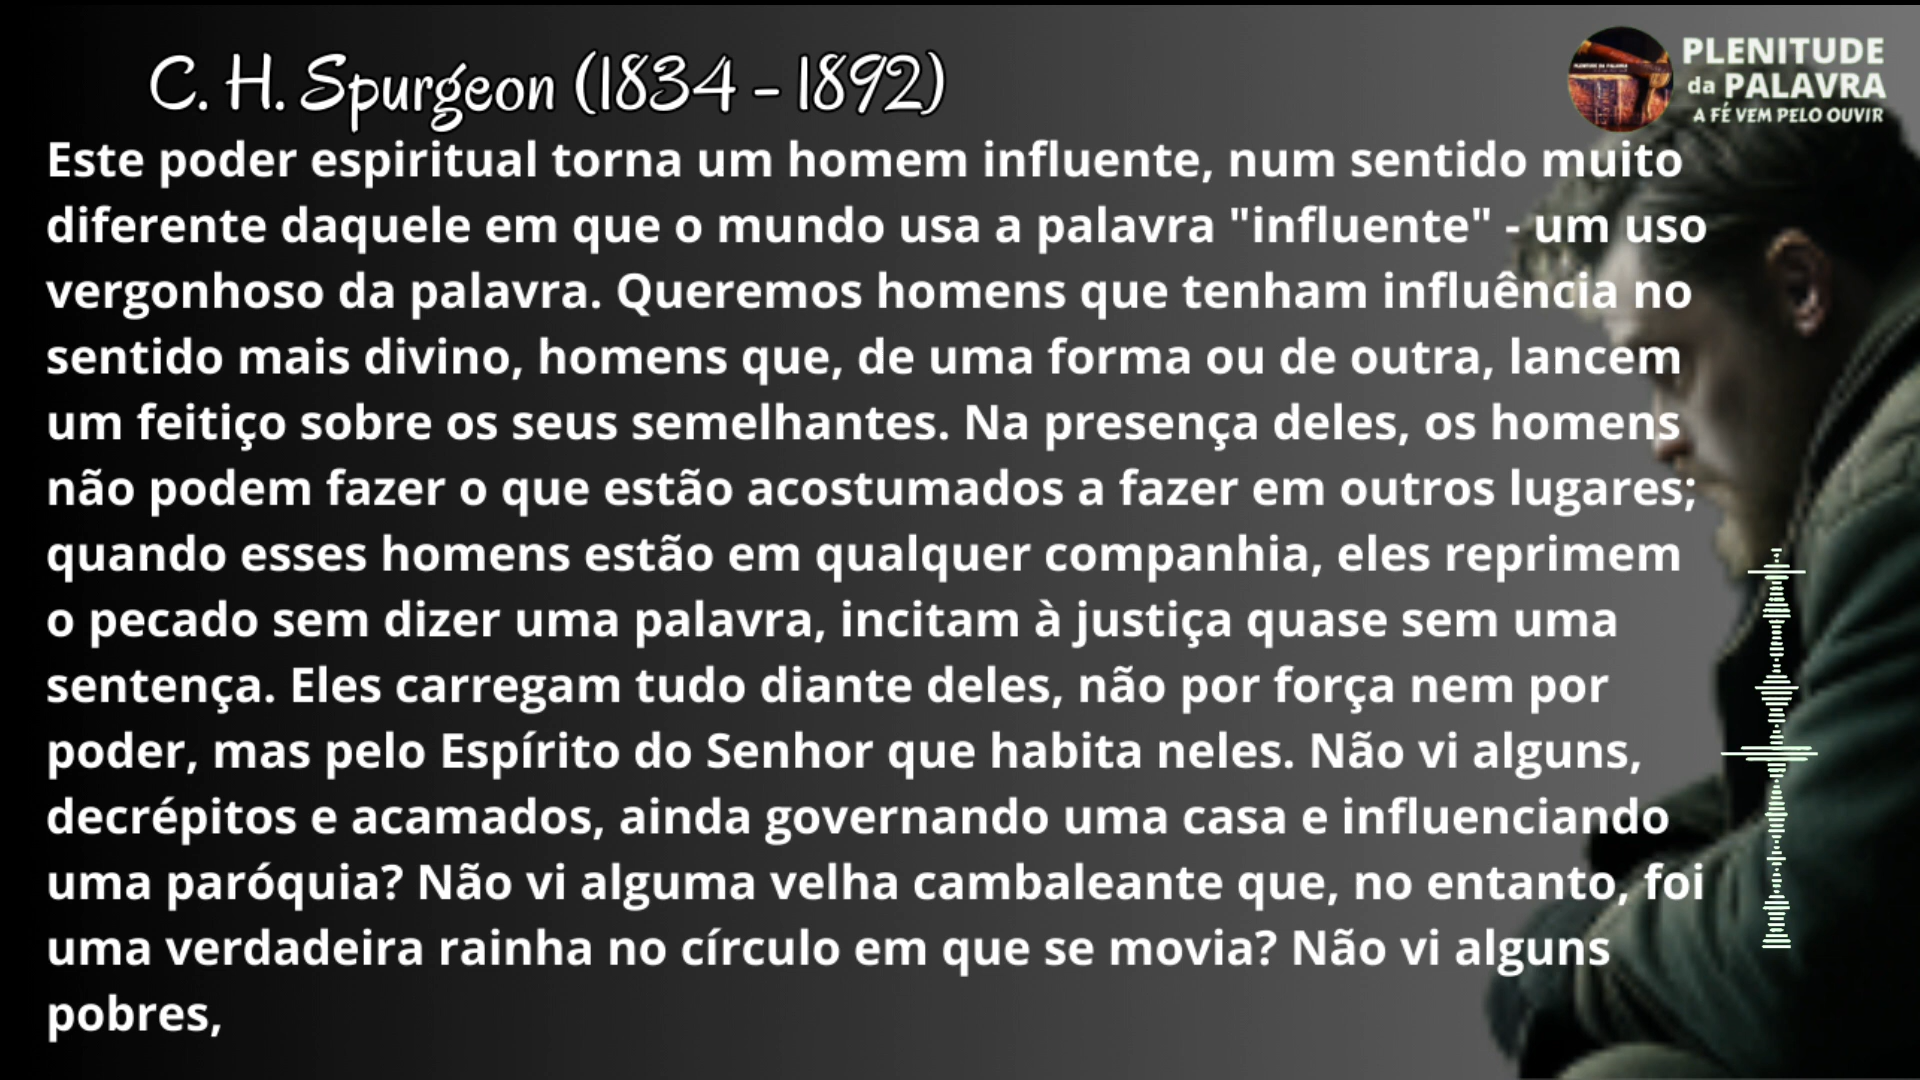 C. H. Spurgeon (1834 - 1892)
PLENITUDE
da PALAVRA
A FÉ VEM PELO OUVIR
Este poder espiritual torna um homem influente, num sentido muito
diferente daquele em que o mundo usa a palavra "influente" - um uso
vergonhoso da palavra. Queremos homens que tenham influência no
sentido mais divino, homens que, de uma forma ou de outra, lancem
um feitiço sobre os seus semelhantes. Na presença deles, os homens
não podem fazer o que estão acostumados a fazer em outros lugares;
quando esses homens estão em qualquer companhia, eles reprimem
o pecado sem dizer uma palavra, incitam à justiça quase sem uma
sentença. Eles carregam tudo diante deles, não por força nem por
poder, mas pelo Espírito do Senhor que habita neles. Não vi alguns,
decrépitos e acamados, ainda governando uma casa e influenciando
uma paróquia? Não vi alguma velha cambaleante que, no entanto, foi
uma verdadeira rainha no círculo em que se movia? Não vi alguns
pobres,